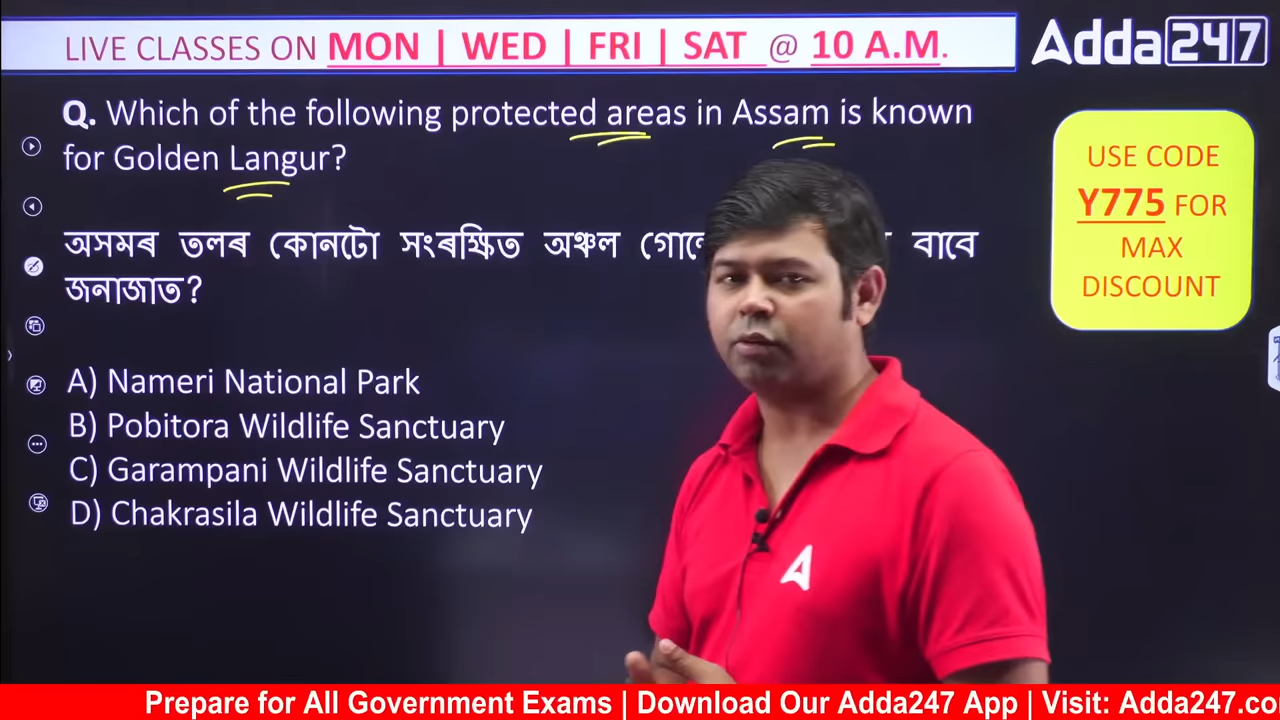 LIVE CLASSES ON MON | WED | FRI | SAT @ 10 A.M.
Adda247
Q. Which of the following protected areas in Assam is known
for Golden Langur?
USE CODE
Y775 FOR
MAX
DISCOUNT
অসমৰ তলৰ কোনটো সংৰক্ষিত অঞ্চল বাবে
জনাজাত?
A) Nameri National Park
B) Pobitora Wildlife Sanctuary
C) Garampani Wildlife Sanctuary
D) Chakrasila Wildlife Sanctuary
Prepare for All Government Exams | Download Our Adda247 App | Visit: Adda247.co